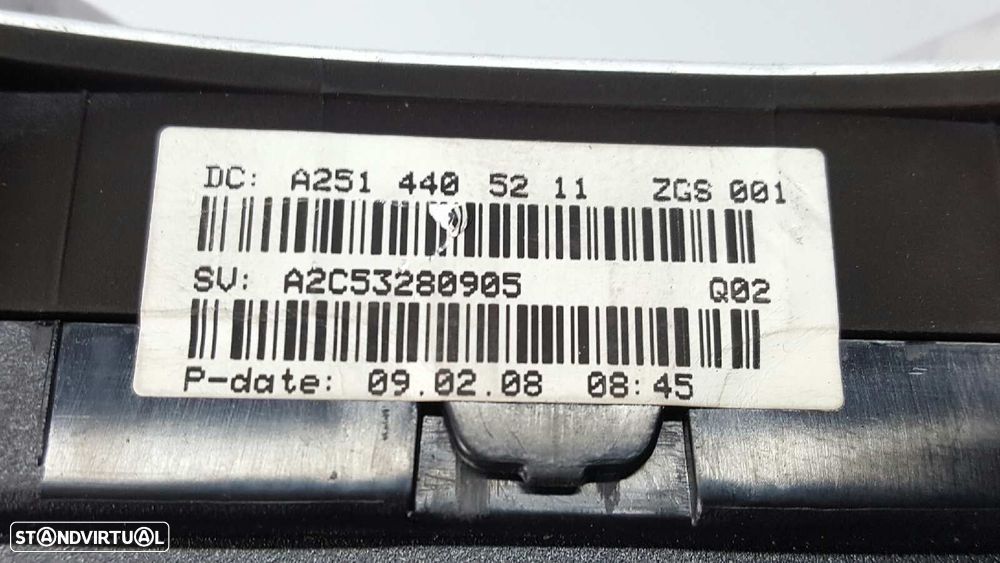 DC: A251 440 52 11 ZGS 001
SV: A2C53280905 Q02
P-date: 09.02.08 08:45
STANDVIRTUAL